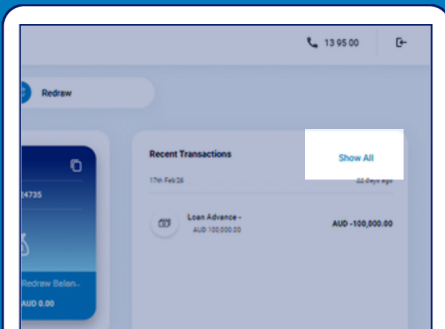 13 95 00
Redraw
Recent Transactions
Show All
17th Feb'26
22 days ago
24735
Loan Advance -
AUD 100,000.00
AUD -100,000.00
Redraw Balan..
AUD 0.00